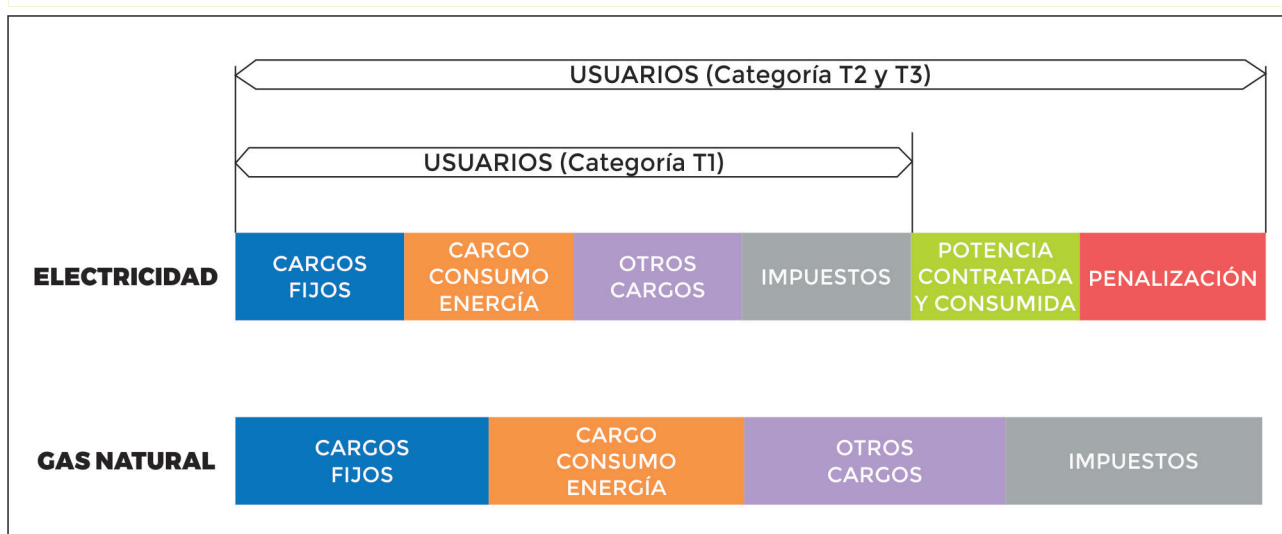 USUARIOS (Categoría T2 y T3)
USUARIOS (Categoría T1)
ELECTRICIDAD
CARGOS
FIJOS
CARGO
CONSUMO
ENERGÍA
OTROS
CARGOS
IMPUESTOS
POTENCIA
CONTRATADA
Y CONSUMIDA
PENALIZACIÓN
GAS NATURAL
CARGOS
FIJOS
CARGO
CONSUMO
ENERGÍA
OTROS
CARGOS
IMPUESTOS